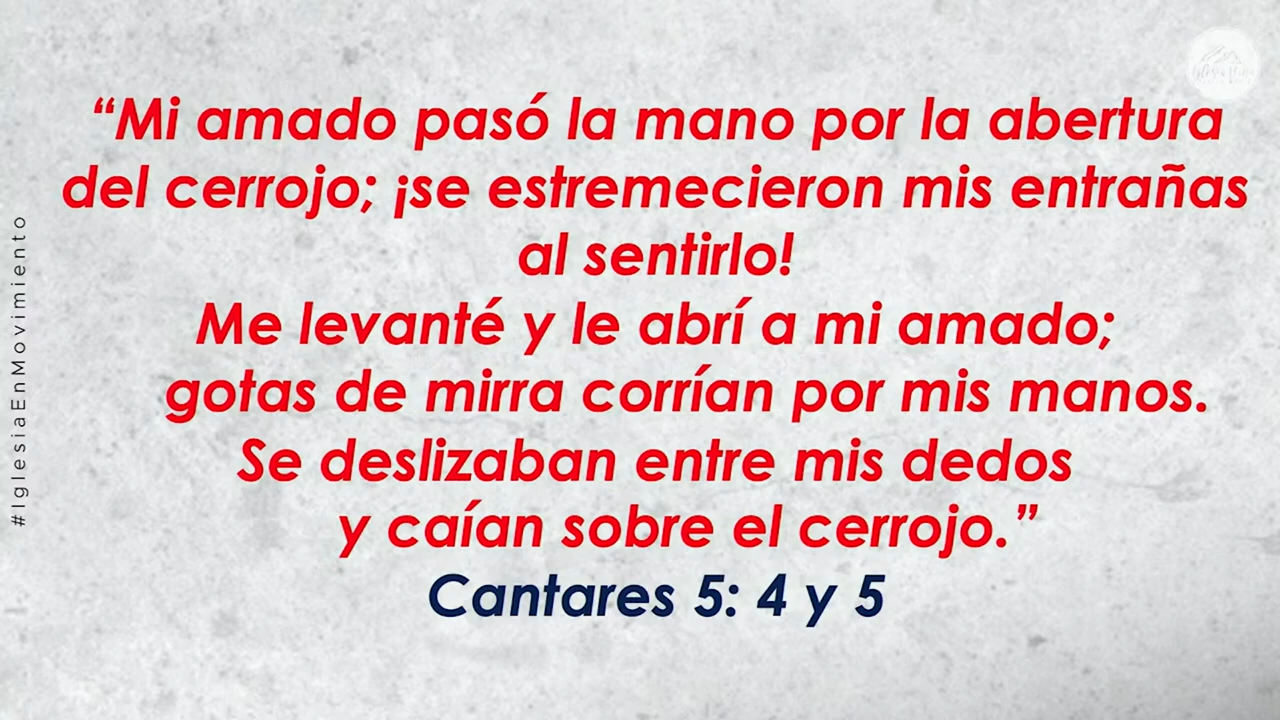 “Mi amado pasó la mano por la abertura
del cerrojo; ¡se estremecieron mis entrañas
al sentirlo!
Me levanté y le abrí a mi amado;
gotas de mirra corrían por mis manos.
Se deslizaban entre mis dedos
y caían sobre el cerrojo.”
Cantares 5: 4 y 5
#IglesiaEnMovimiento